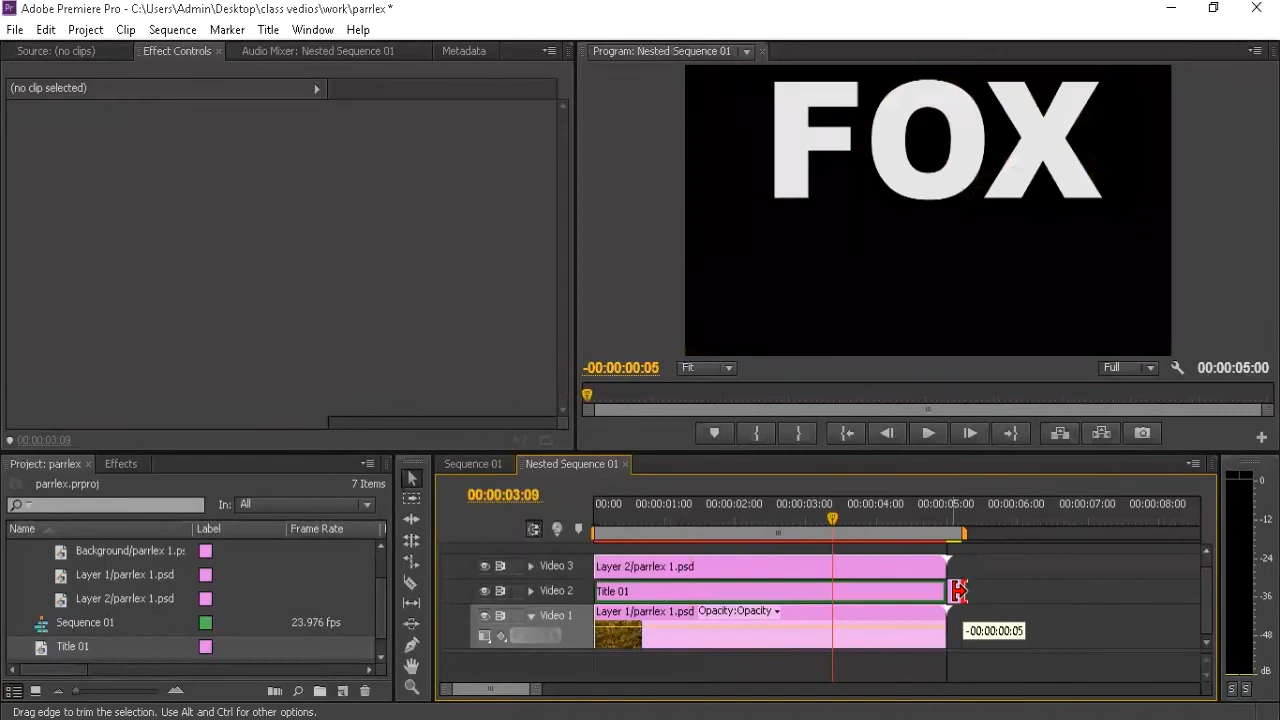 Adobe Premiere Pro - C:\Users\Admin\Desktop\class vedios\work\parrlex *
File Edit Project Clip Sequence Marker Title Window Help
Source: (no clips) Effect Controls Audio Mixer: Nested Sequence 01 Metadata
Program: Nested Sequence 01
(no clip selected)
FOX
-00:00:00:05 Fit Full 00:00:05:00
00:00:03:09
Project: parrlex Effects
parrlex.prproj 7 Items
In: All
Name Label Frame Rate
Background/parrlex 1.ps
Layer 1/parrlex 1.psd
Layer 2/parrlex 1.psd
Sequence 01 23.976 fps
Title 01
Sequence 01 Nested Sequence 01
00:00:03:09
00:00 00:00:01:00 00:00:02:00 00:00:03:00 00:00:04:00 00:00:05:00 00:00:06:00 00:00:07:00 00:00:08:00
Video 3 Layer 2/parrlex 1.psd
Video 2 Title 01
Video 1 Layer 1/parrlex 1.psd Opacity:Opacity
-00:00:00:05
0
-12
-24
-36
-48
dB
S S
Drag edge to trim the selection. Use Alt and Ctrl for other options.